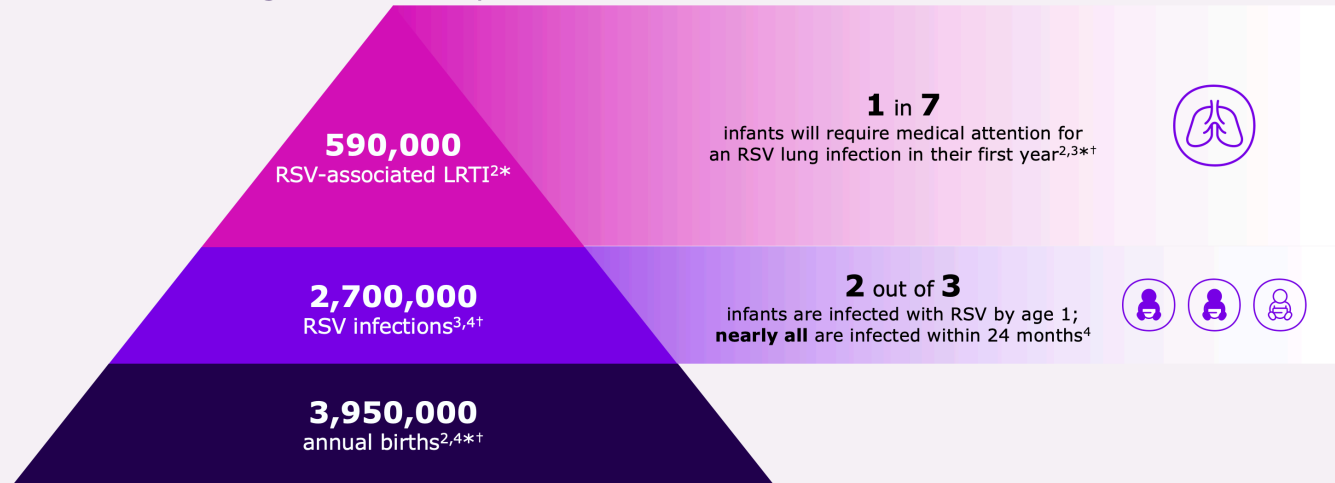 590,000
RSV-associated LRTI²*
1 in 7
infants will require medical attention for
an RSV lung infection in their first year²,³*†
2,700,000
RSV infections³,⁴†
2 out of 3
infants are infected with RSV by age 1;
nearly all are infected within 24 months⁴
3,950,000
annual births²,⁴*†